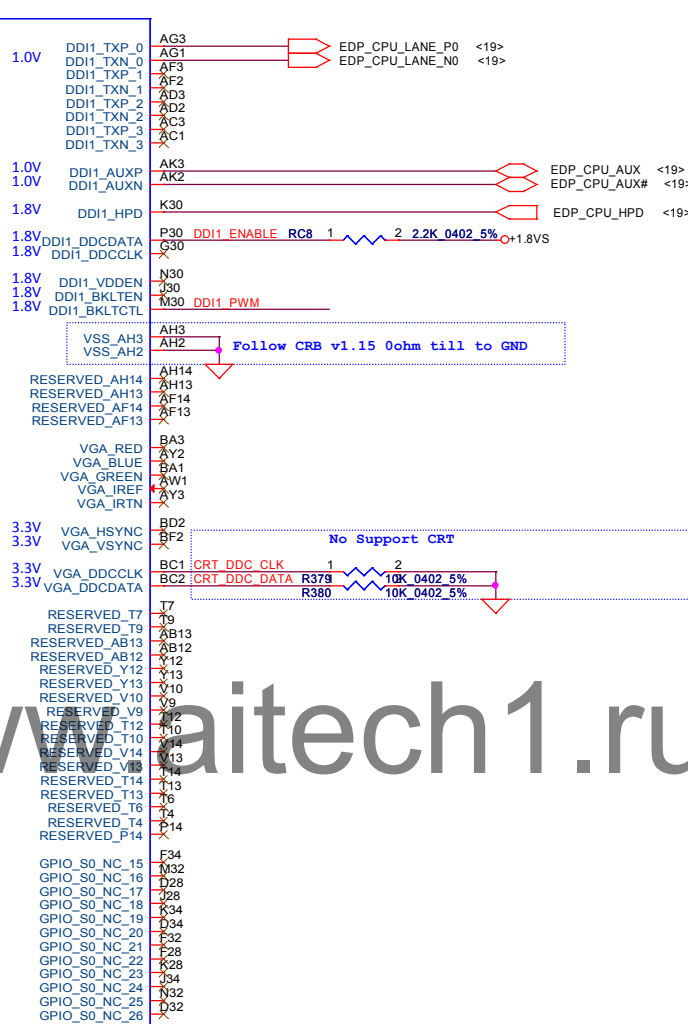 DDI1_TXP_0 AG3 EDP_CPU_LANE_P0 <19>
1.0V DDI1_TXN_0 AG1 EDP_CPU_LANE_N0 <19>
DDI1_TXP_1 AF3
DDI1_TXN_1 AF2
DDI1_TXP_2 AD3
DDI1_TXN_2 AD2
DDI1_TXP_3 AC3
DDI1_TXN_3 AC1
1.0V DDI1_AUXP AK3 EDP_CPU_AUX <19>
1.0V DDI1_AUXN AK2 EDP_CPU_AUX# <19>
1.8V DDI1_HPD K30 EDP_CPU_HPD <19>
1.8V DDI1_DDCDATA P30 DDI1_ENABLE RC8 1 2 2.2K_0402_5% +1.8VS
1.8V DDI1_DDCCLK G30
1.8V DDI1_VDDEN N30
1.8V DDI1_BKLTEN J30
1.8V DDI1_BKLTCTL M30 DDI1_PWM
VSS_AH3 AH3
VSS_AH2 AH2 Follow CRB v1.15 0ohm till to GND
RESERVED_AH14 AH14
RESERVED_AH13 AH13
RESERVED_AF14 AF14
RESERVED_AF13 AF13
VGA_RED BA3
VGA_BLUE AY2
VGA_GREEN BA1
VGA_IREF AW1
VGA_IRTN AY3
3.3V VGA_HSYNC BD2
3.3V VGA_VSYNC BF2 No Support CRT
3.3V VGA_DDCCLK BC1 CRT_DDC_CLK R379 1 2 10K_0402_5%
3.3V VGA_DDCDATA BC2 CRT_DDC_DATA R380 1 2 10K_0402_5%
RESERVED_T7 T7
RESERVED_T9 T9
RESERVED_AB13 AB13
RESERVED_AB12 AB12
RESERVED_Y12 Y12
RESERVED_Y13 Y13
RESERVED_V10 V10
RESERVED_V9 V9
RESERVED_T12 T12
RESERVED_T10 T10
RESERVED_V14 V14
RESERVED_V13 V13
RESERVED_T14 T14
RESERVED_T13 T13
RESERVED_T6 T6
RESERVED_T4 T4
RESERVED_P14 P14
w.aitech1.ru
GPIO_S0_NC_15 F34
GPIO_S0_NC_16 M32
GPIO_S0_NC_17 D28
GPIO_S0_NC_18 J28
GPIO_S0_NC_19 K34
GPIO_S0_NC_20 D34
GPIO_S0_NC_21 F32
GPIO_S0_NC_22 F28
GPIO_S0_NC_23 K28
GPIO_S0_NC_24 J34
GPIO_S0_NC_25 N32
GPIO_S0_NC_26 D32